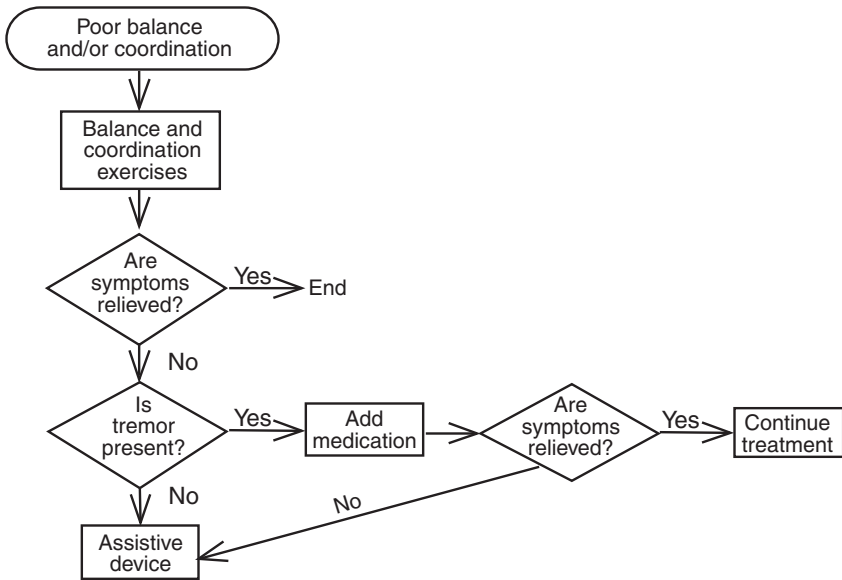 Poor balance
and/or coordination
Balance and
coordination
exercises
Are
symptoms
relieved?
Yes
End
No
Is
tremor
present?
Yes
Add
medication
Are
symptoms
relieved?
Yes
Continue
treatment
No
No
Assistive
device